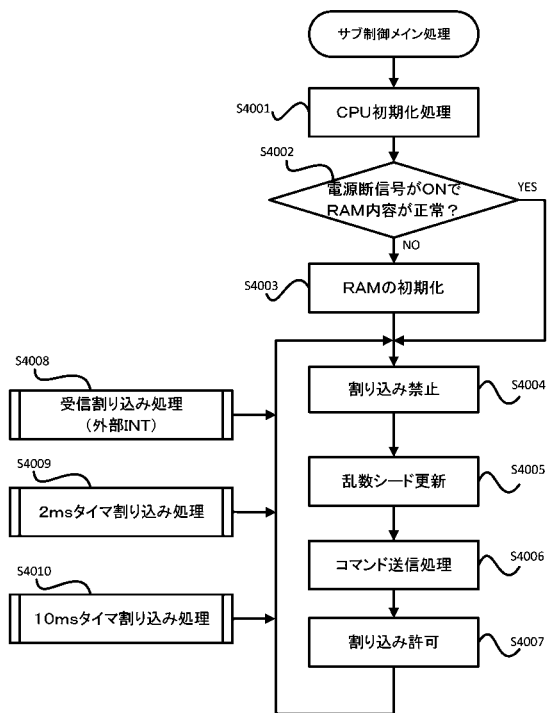 サブ制御メイン処理
S4001
CPU初期化処理
S4002
電源断信号がONで
RAM内容が正常?
YES
NO
S4003
RAMの初期化
S4008
受信割り込み処理
(外部INT)
S4004
割り込み禁止
S4009
2msタイマ割り込み処理
S4005
乱数シード更新
S4006
コマンド送信処理
S4010
10msタイマ割り込み処理
S4007
割り込み許可